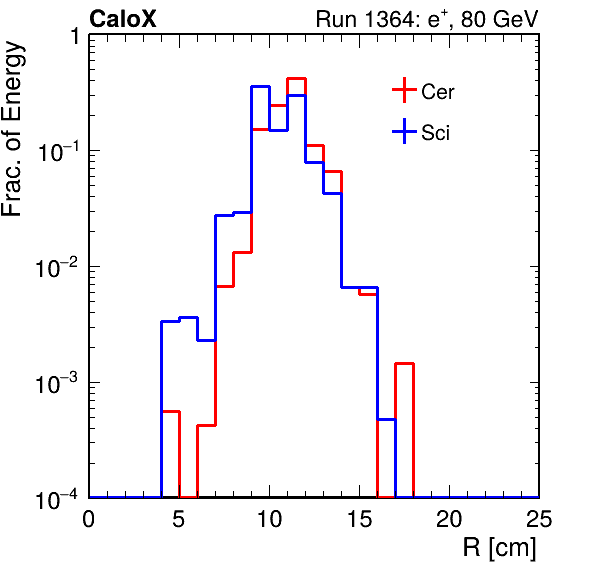 CaloX Run 1364: e⁺, 80 GeV
Frac. of Energy
1
10⁻¹
10⁻²
10⁻³
10⁻⁴
Cer
Sci
0 5 10 15 20 25
R [cm]